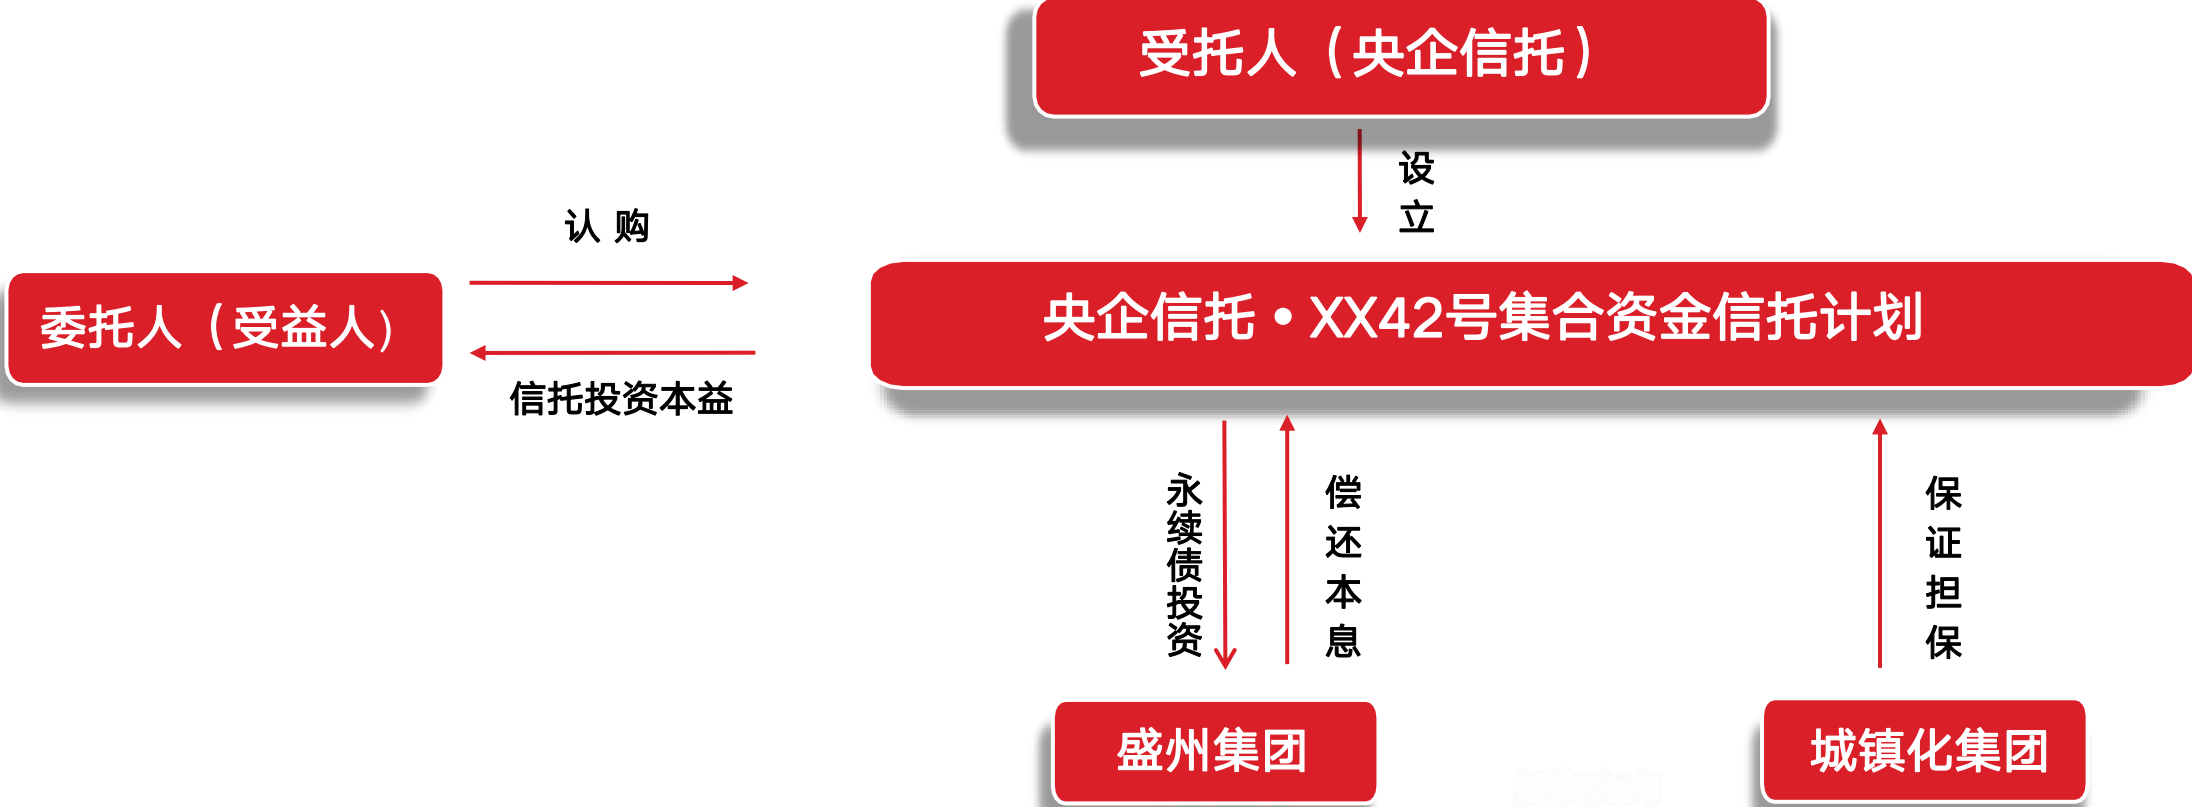 受托人（央企信托）
设立
认 购
委托人（受益人）
央企信托•XX42号集合资金信托计划
信托投资本益
永续债投资
偿还本息
保证担保
盛州集团
城镇化集团